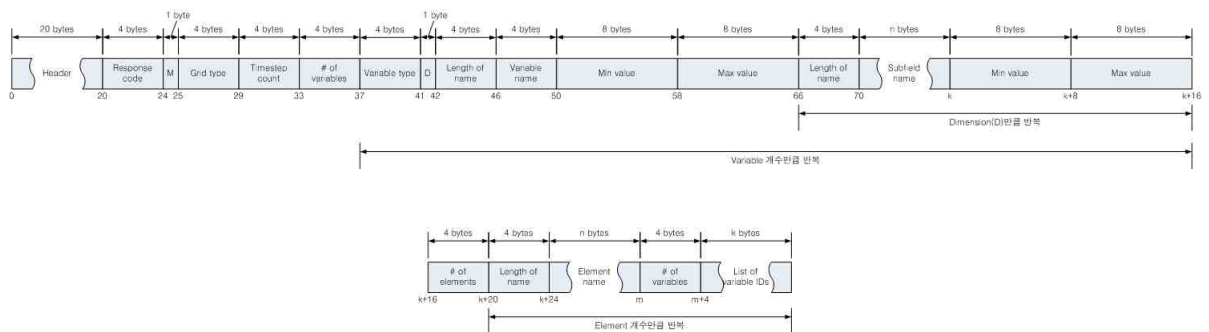 1 byte 1 byte
20 bytes 4 bytes 4 bytes 4 bytes 4 bytes 4 bytes 4 bytes 4 bytes 8 bytes 8 bytes 4 bytes n bytes 8 bytes 8 bytes
Header Response code M Grid type Timestep count # of variables Variable type D Length of name Variable name Min value Max value Length of name Subfield name Min value Max value
0 20 24 25 29 33 37 41 42 46 50 58 66 70 k k+8 k+16
Dimension(D)만큼 반복
Variable 개수만큼 반복
4 bytes 4 bytes n bytes 4 bytes k bytes
# of elements Length of name Element name # of variables List of variable IDs
k+16 k+20 k+24 m m+4
Element 개수만큼 반복